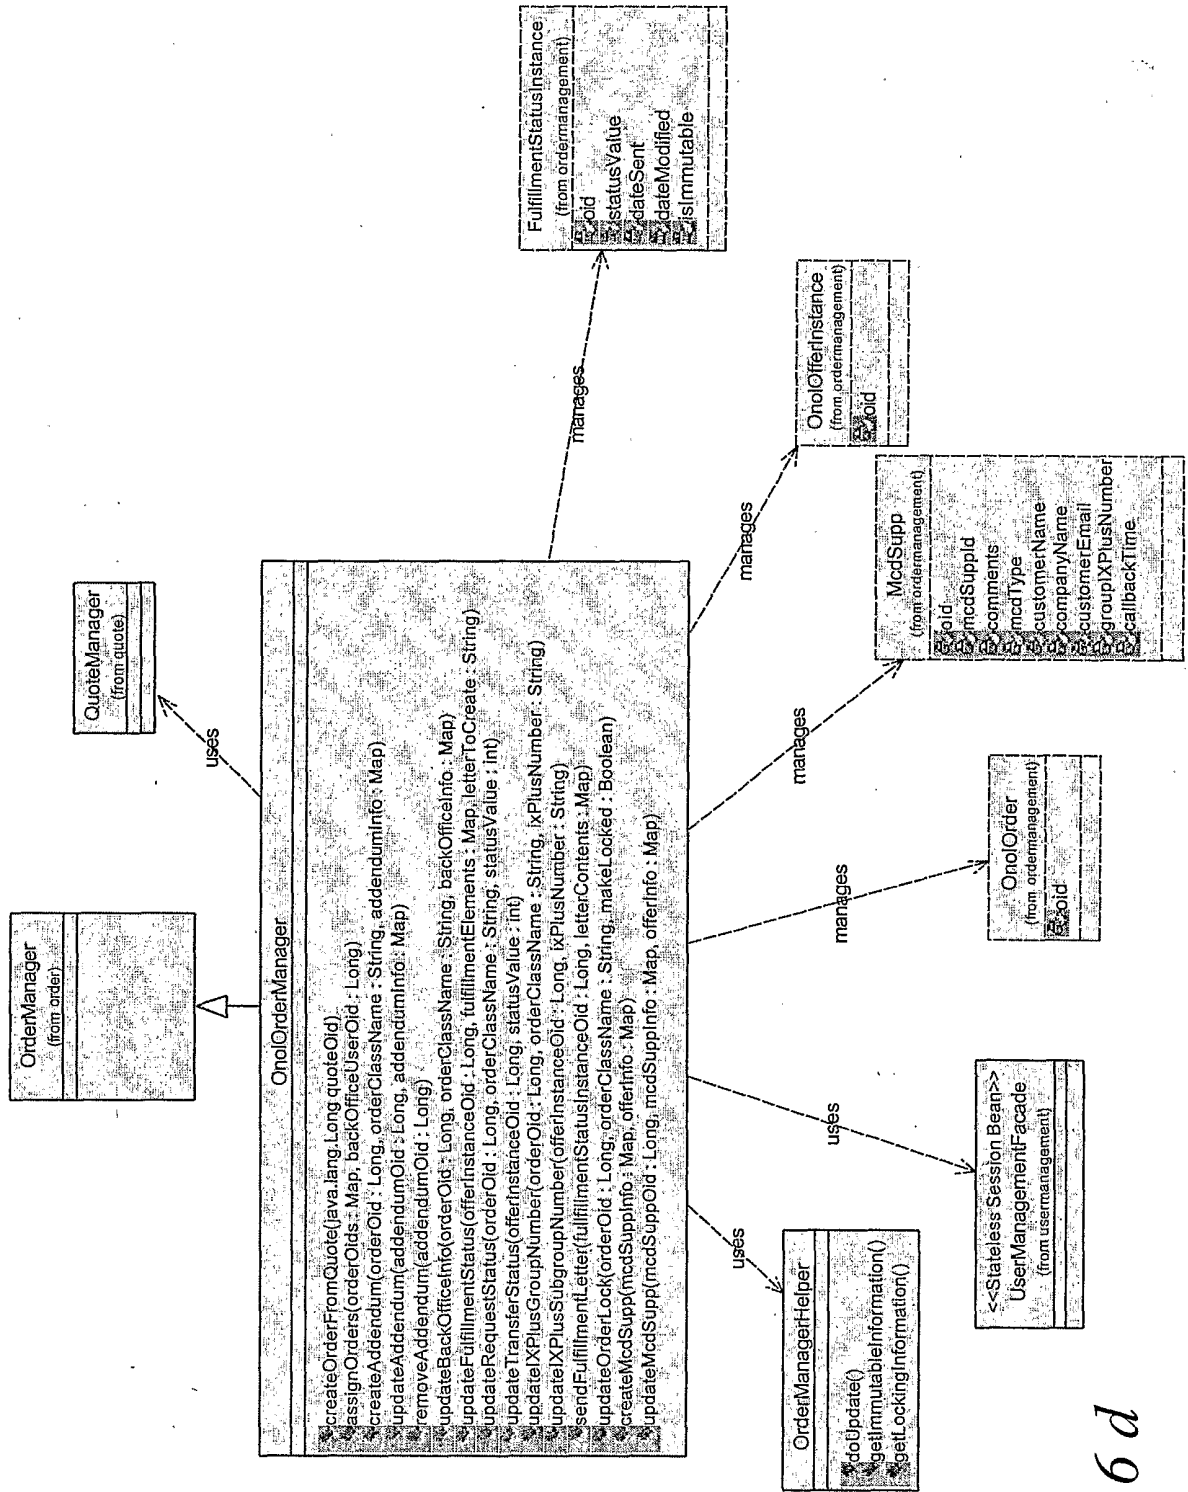 OrderManager
(from order)
QuoteManager
(from quote)
uses
OnolOrderManager
createOrderFromQuote(java.lang.Long quoteOid)
assignOrders(orderOids : Map, backOfficeUserOid : Long)
createAddendum(orderOid : Long, orderClassName : String, addendumInfo : Map)
updateAddendum(addendumOid : Long, addendumInfo : Map)
removeAddendum(addendumOid : Long)
updateBackOfficeInfo(orderOid : Long, orderClassName : String, backOfficeInfo : Map)
updateFulfillmentStatus(offerInstanceOid : Long, fulfillmentElements : Map, letterToCreate : String)
updateRequestStatus(orderOid : Long, orderClassName : String, statusValue : int)
updateTransferStatus(offerInstanceOid : Long, statusValue : int)
updateIXPlusGroupNumber(orderOid : Long, orderClassName : String, ixPlusNumber : String)
updateIXPlusSubgroupNumber(offerInstanceOid : Long, ixPlusNumber : String)
sendFulfillmentLetter(fulfillmentStatusInstanceOid : Long, letterContents : Map)
updateOrderLock(orderOid : Long, orderClassName : String, makeLocked : Boolean)
createMcdSupp(mcdSuppInfo : Map, offerInfo : Map)
updateMcdSupp(mcdSuppOid : Long, mcdSuppInfo : Map, offerInfo : Map)
manages
FulfillmentStatusInstance
(from ordermanagement)
oid
statusValue
dateSent
dateModified
isImmutable
manages
OnolOfferInstance
(from ordermanagement)
oid
manages
McdSupp
(from ordermanagement)
oid
mcdSuppId
comments
mcdType
customerName
companyName
customerEmail
groupIXPlusNumber
callbackTime
manages
OnolOrder
(from ordermanagement)
oid
uses
<<Stateless Session Bean>>
UserManagementFacade
(from usermanagement)
uses
OrderManagerHelper
doUpdate()
getImmutableInformation()
getLockingInformation()
6 d